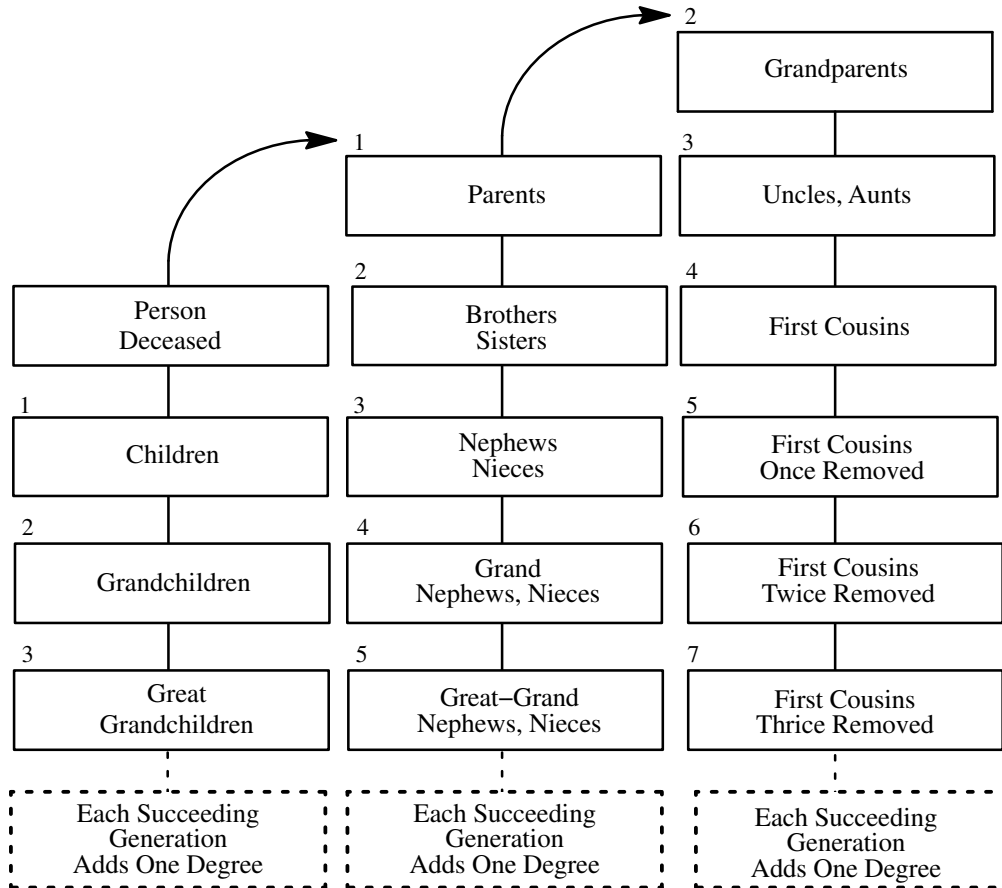 2
Grandparents
1
Parents
3
Uncles, Aunts
Person
Deceased
2
Brothers
Sisters
4
First Cousins
1
Children
3
Nephews
Nieces
5
First Cousins
Once Removed
2
Grandchildren
4
Grand
Nephews, Nieces
6
First Cousins
Twice Removed
3
Great
Grandchildren
5
Great−Grand
Nephews, Nieces
7
First Cousins
Thrice Removed
Each Succeeding
Generation
Adds One Degree
Each Succeeding
Generation
Adds One Degree
Each Succeeding
Generation
Adds One Degree